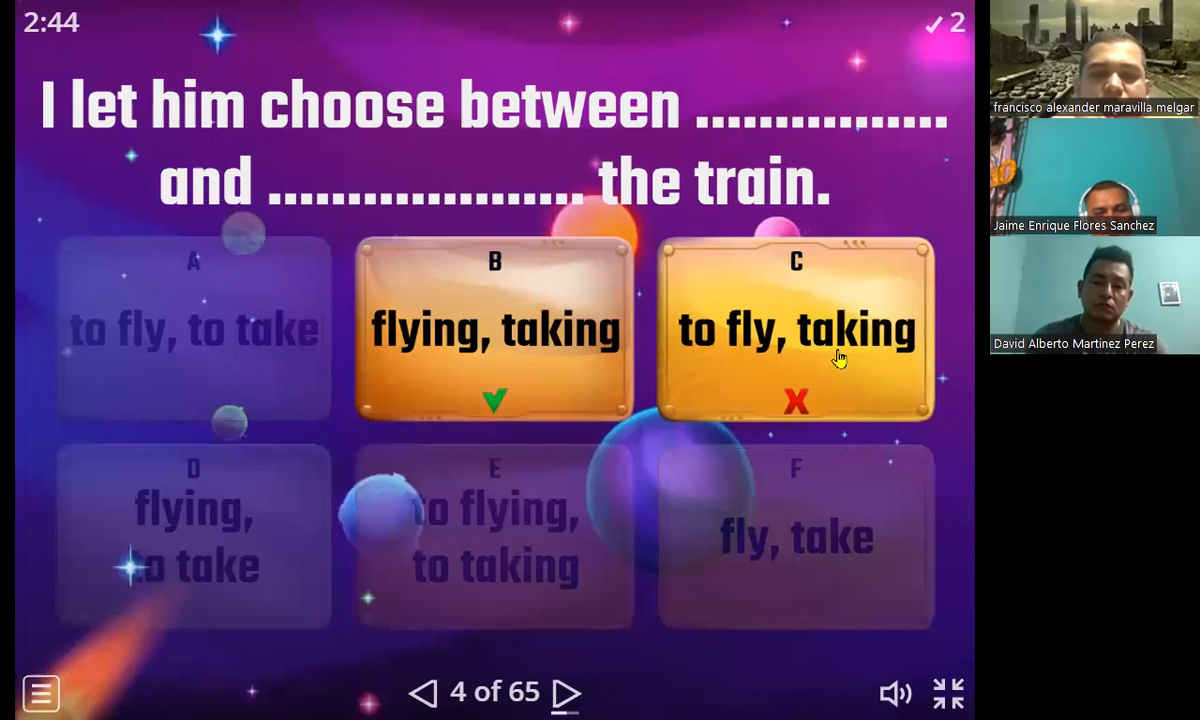 2:44
✓ 2
I let him choose between ................
and .................... the train.
A
to fly, to take
B
flying, taking
C
to fly, taking
D
flying,
to take
E
to flying,
to taking
F
fly, take
4 of 65
francisco alexander maravilla melgar
Jaime Enrique Flores Sanchez
David Alberto Martinez Perez